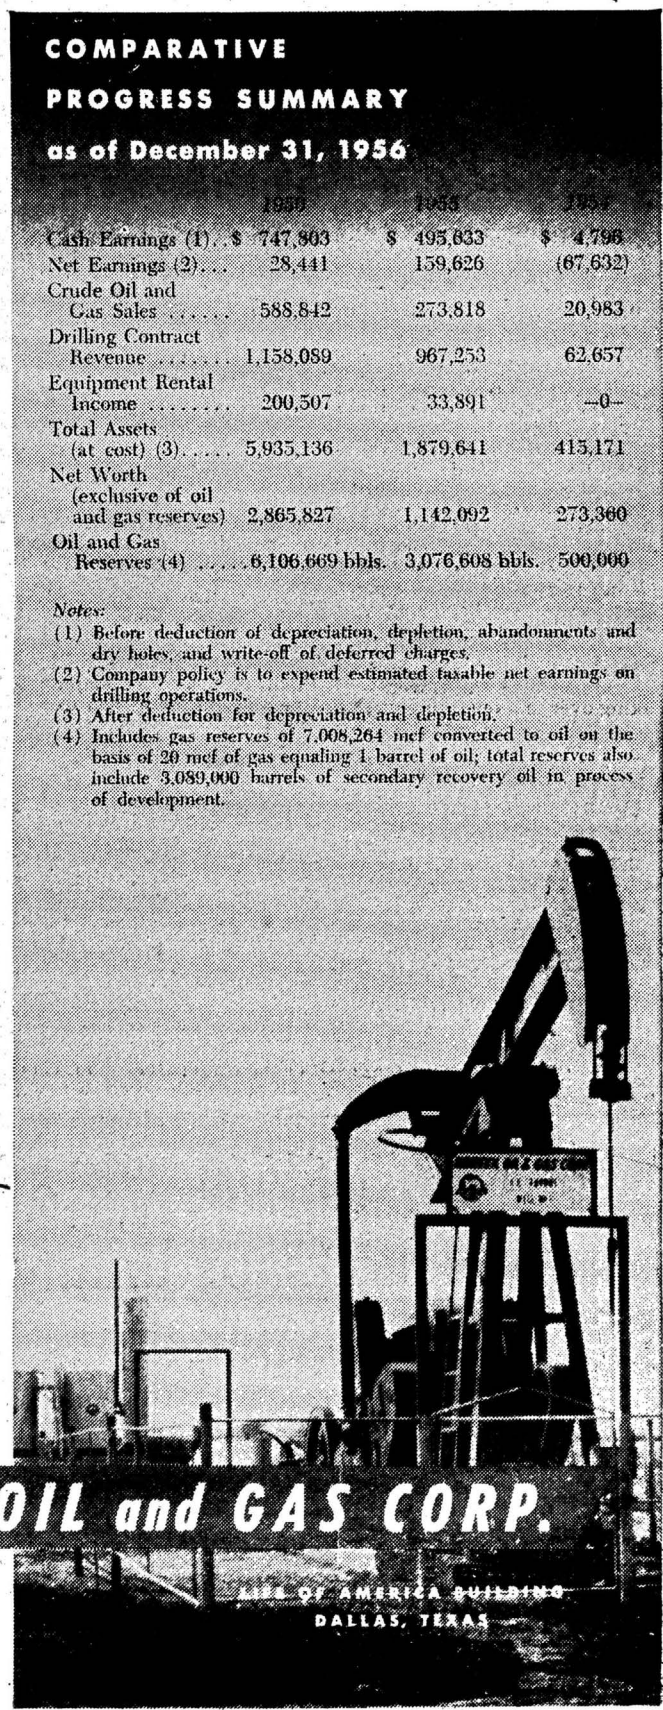 COMPARATIVE
PROGRESS SUMMARY
as of December 31, 1956
1956 1955 1954
Cash Earnings (1). . $ 747,803 $ 495,633 $ 4,796
Net Earnings (2). . . 28,441 159,626 (67,632)
Crude Oil and
Gas Sales . . . . . . 588,842 273,818 20,983
Drilling Contract
Revenue . . . . . . . 1,158,089 967,253 62,657
Equipment Rental
Income . . . . . . . . 200,507 33,891 —0—
Total Assets
(at cost) (3). . . . . 5,935,136 1,879,641 415,171
Net Worth
(exclusive of oil
and gas reserves) 2,865,827 1,142,092 273,360
Oil and Gas
Reserves (4) . . . . . 6,106,669 bbls. 3,076,608 bbls. 500,000
Notes:
(1) Before deduction of depreciation, depletion, abandonments and
dry holes, and write-off of deferred charges.
(2) Company policy is to expend estimated taxable net earnings on
drilling operations.
(3) After deduction for depreciation and depletion.
(4) Includes gas reserves of 7,008,264 mcf converted to oil on the
basis of 20 mcf of gas equaling 1 barrel of oil; total reserves also
include 3,089,000 barrels of secondary recovery oil in process
of development.
OIL & GAS CORP.
OIL and GAS CORP.
LIFE OF AMERICA BUILDING
DALLAS, TEXAS